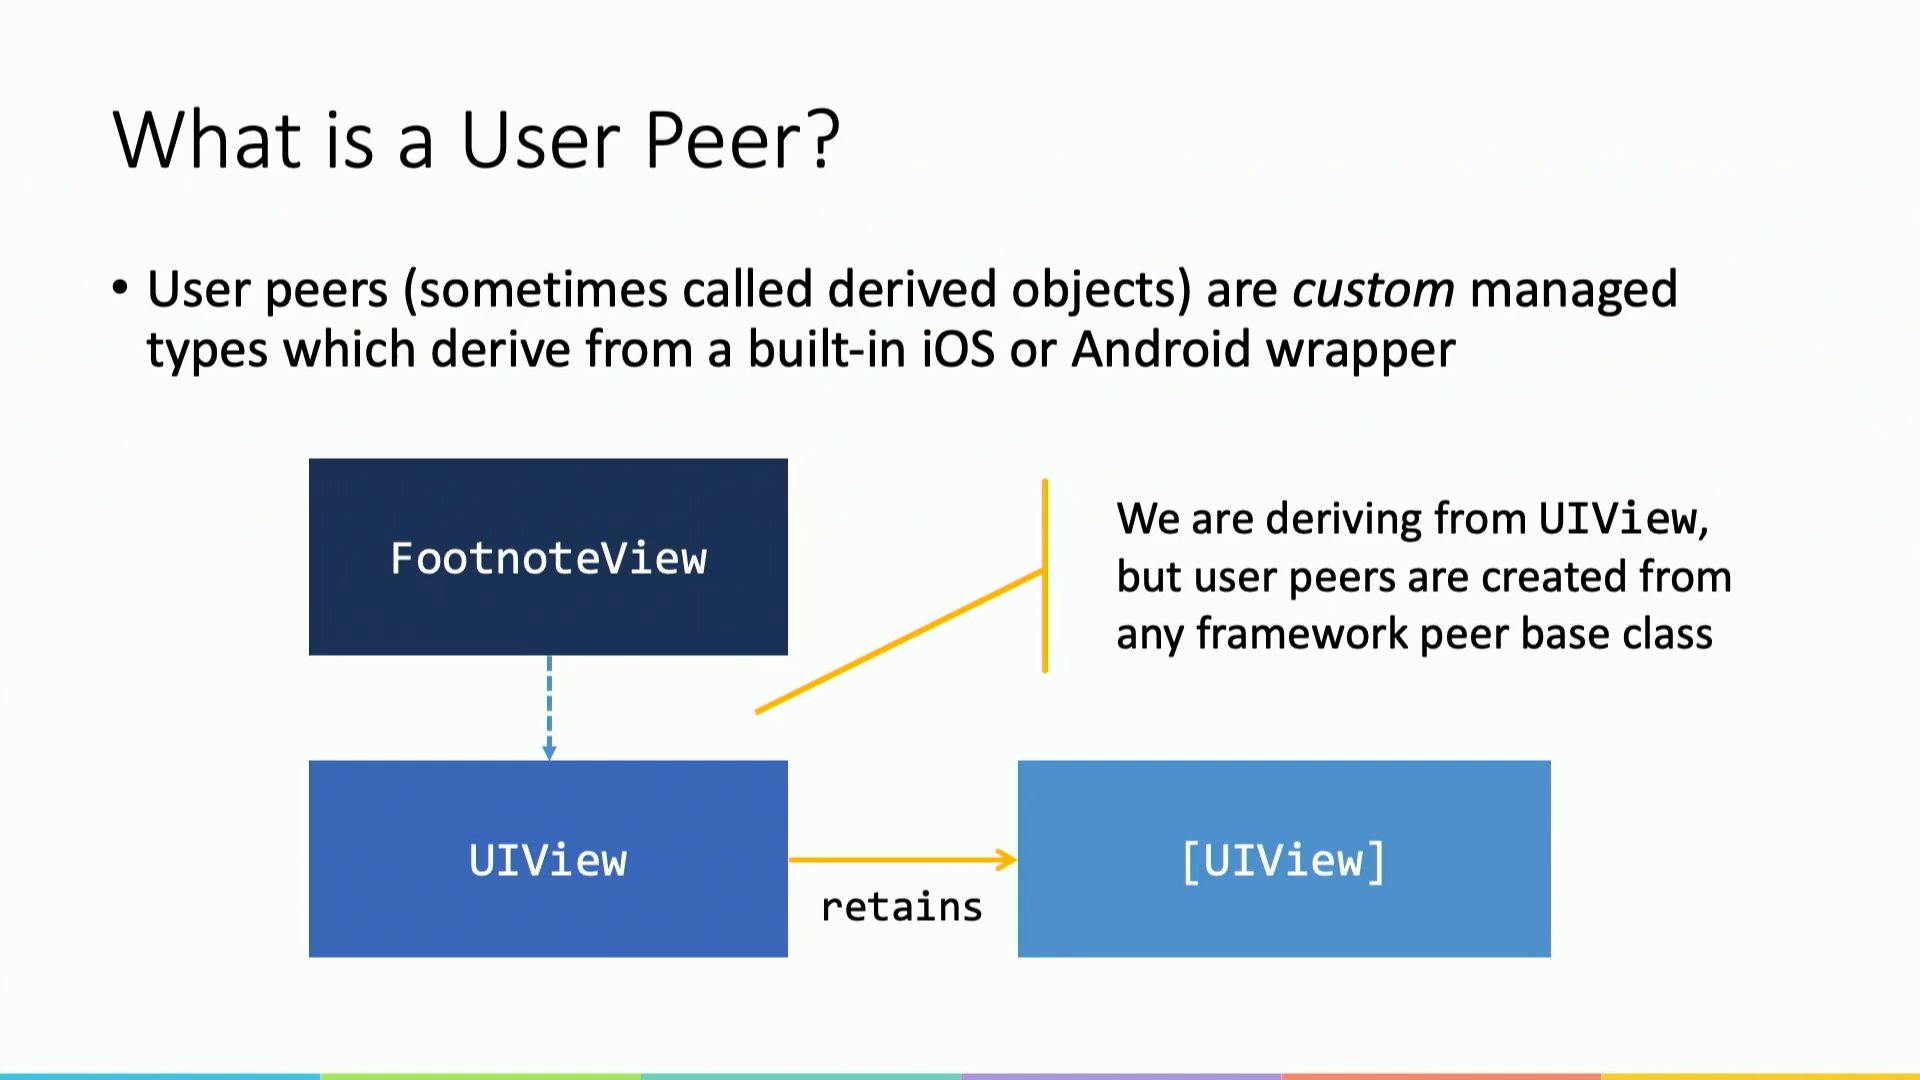 What is a User Peer?
• User peers (sometimes called derived objects) are custom managed
types which derive from a built-in iOS or Android wrapper
FootnoteView
We are deriving from UIView,
but user peers are created from
any framework peer base class
UIView
retains
[UIView]